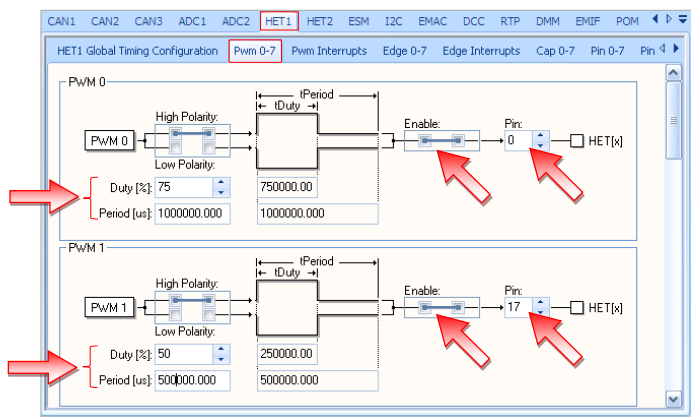 CAN1 CAN2 CAN3 ADC1 ADC2 HET1 HET2 ESM I2C EMAC DCC RTP DMM EMIF POM
HET1 Global Timing Configuration Pwm 0-7 Pwm Interrupts Edge 0-7 Edge Interrupts Cap 0-7 Pin 0-7 Pin
PWM 0
tPeriod
tDuty
High Polarity:
Enable:
Pin:
PWM 0
0
HET[x]
Low Polarity:
Duty [%]: 75 750000.00
Period [us]: 1000000.000 1000000.000
PWM 1
tPeriod
tDuty
High Polarity:
Enable:
Pin:
PWM 1
17
HET[x]
Low Polarity:
Duty [%]: 50 250000.00
Period [us]: 500000.000 500000.000